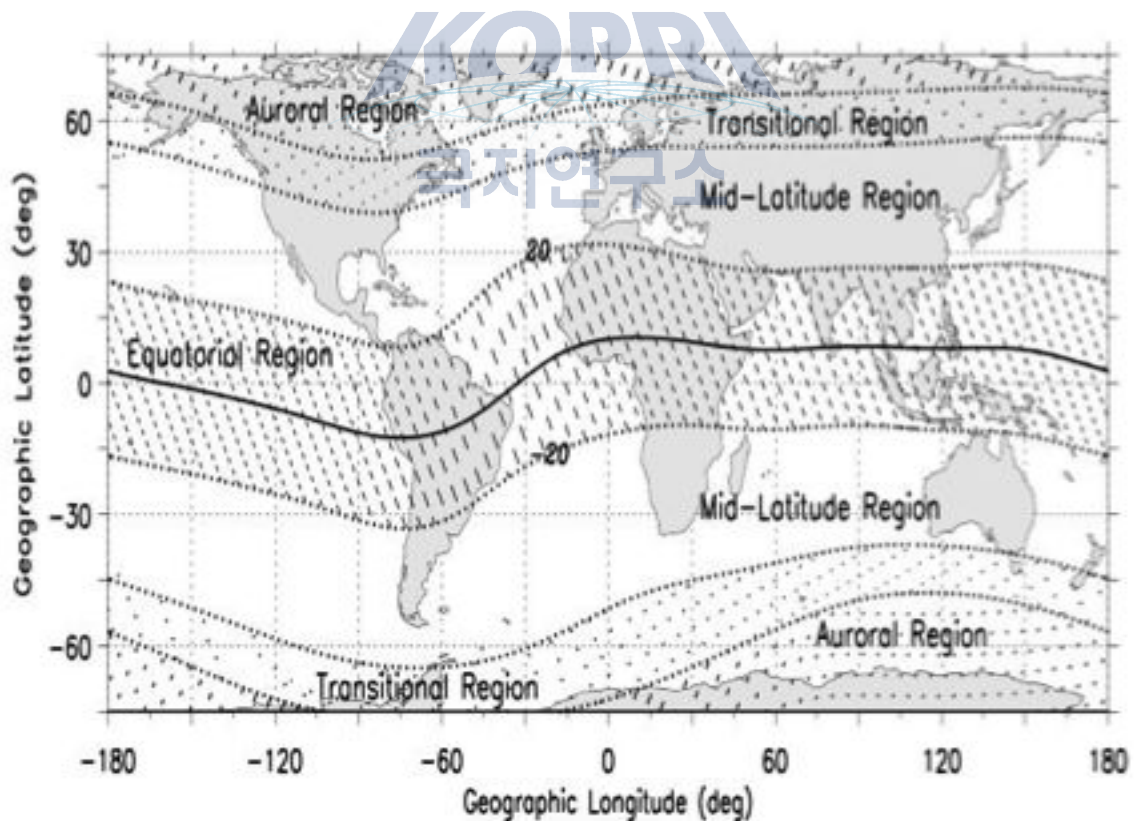 KOPRI
극지연구소
Auroral Region
Transitional Region
Mid-Latitude Region
20
Equatorial Region
-20
Mid-Latitude Region
Auroral Region
Transitional Region
60
30
0
-30
-60
Geographic Latitude (deg)
-180 -120 -60 0 60 120 180
Geographic Longitude (deg)